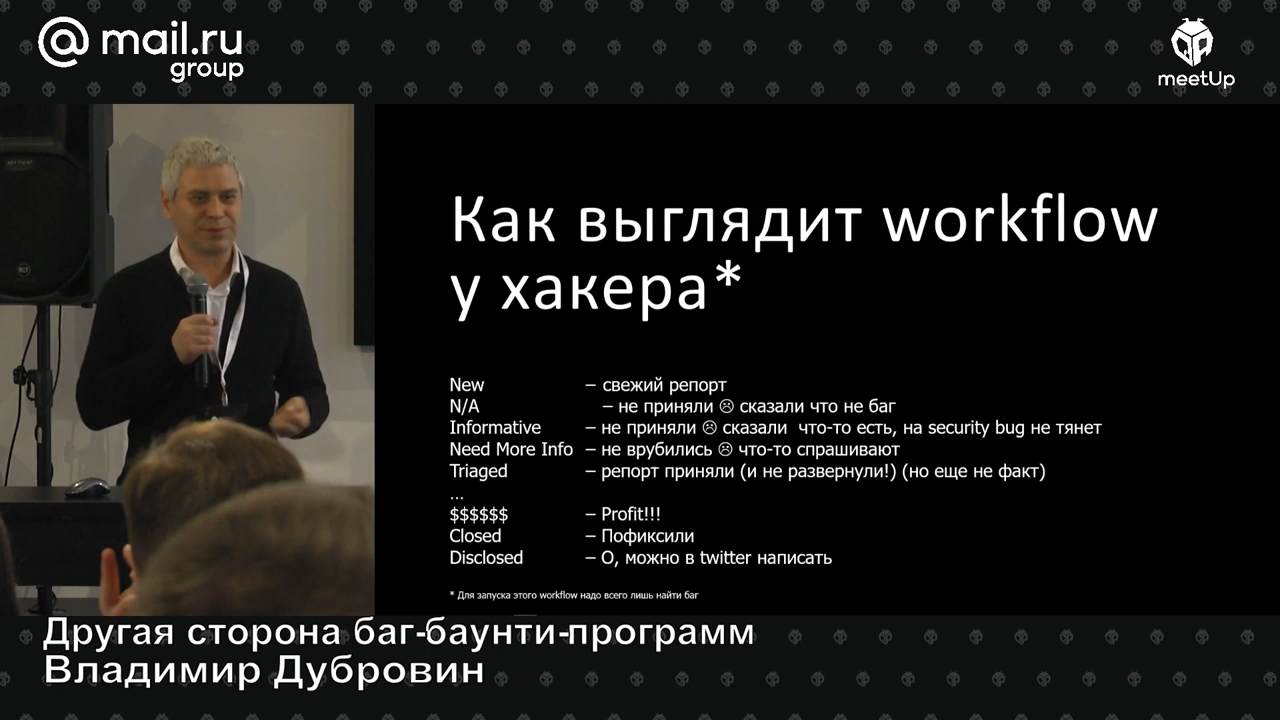 @mail.ru
group
meetUp
Как выглядит workflow
у хакера*
New – свежий репорт
N/A – не приняли ☹ сказали что не баг
Informative – не приняли ☹ сказали что-то есть, на security bug не тянет
Need More Info – не врубились ☹ что-то спрашивают
Triaged – репорт приняли (и не развернули!) (но еще не факт)
...
$$$$$$ – Profit!!!
Closed – Пофиксили
Disclosed – О, можно в twitter написать
* Для запуска этого workflow надо всего лишь найти баг
Другая сторона баг-баунти-программ
Владимир Дубровин